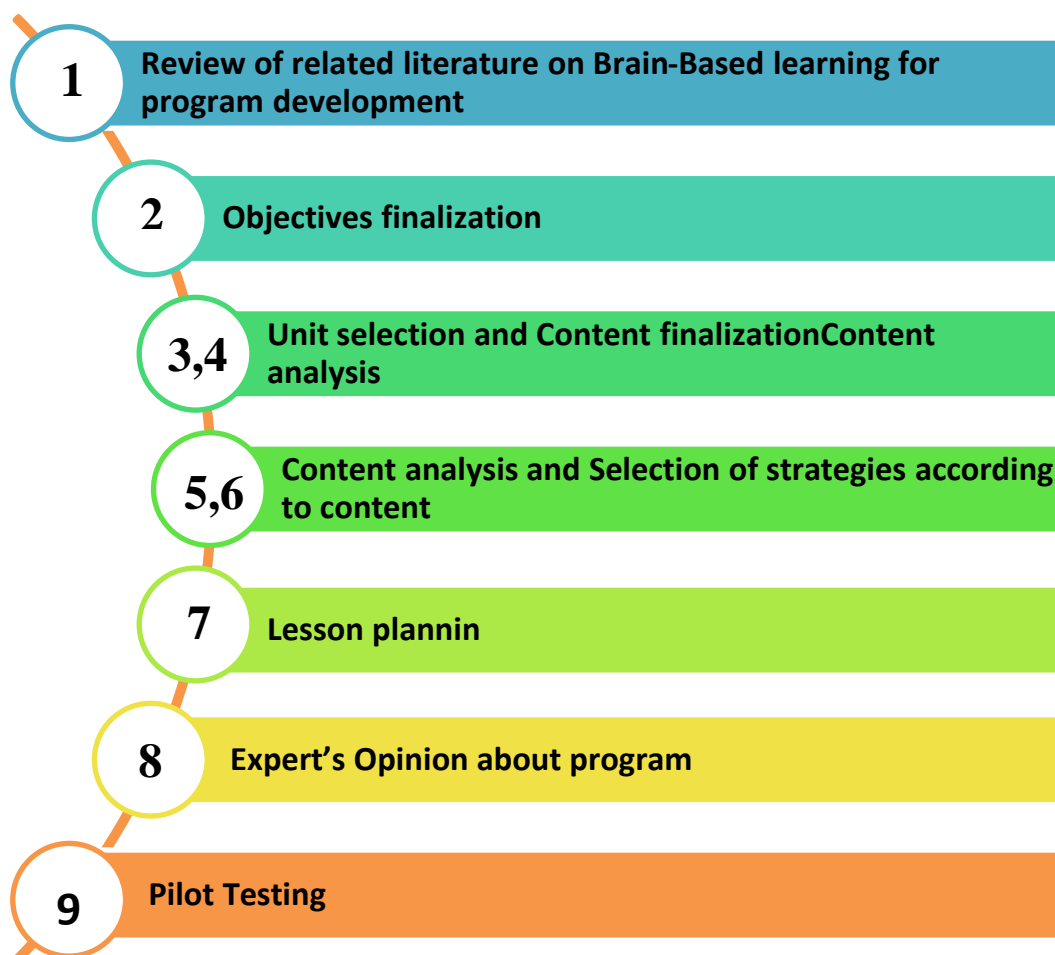 1
Review of related literature on Brain-Based learning for
program development
2
Objectives finalization
3,4
Unit selection and Content finalizationContent
analysis
5,6
Content analysis and Selection of strategies according
to content
7
Lesson plannin
8
Expert’s Opinion about program
9
Pilot Testing